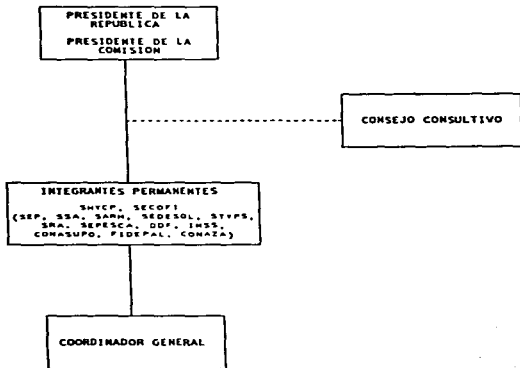 PRESIDENTE DE LA
REPUBLICA
PRESIDENTE DE LA
COMISION
CONSEJO CONSULTIVO
INTEGRANTES PERMANENTES
SHYCP, SECOFI
(SEP, SSA, SARH, SEDESOL, STYPS,
SRA, SEPESCA, DDF, IMSS,
CONASUPO, FIDEPAL, CONAZA)
COORDINADOR GENERAL